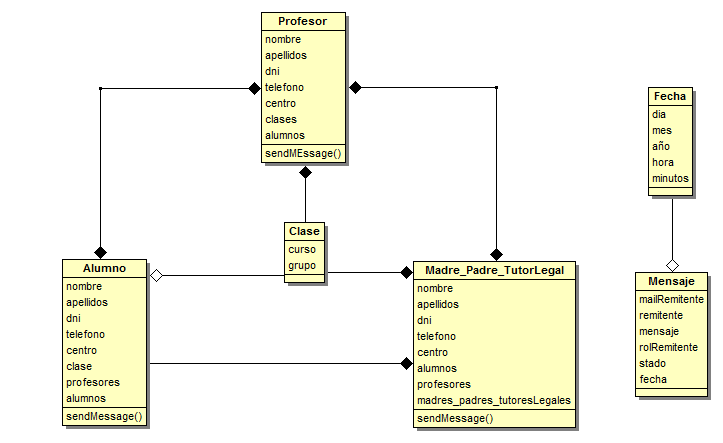 Profesor
nombre
apellidos
dni
telefono
centro
clases
alumnos
sendMEssage()
Fecha
dia
mes
año
hora
minutos
Clase
curso
grupo
Alumno
nombre
apellidos
dni
telefono
centro
clase
profesores
alumnos
sendMessage()
Madre_Padre_TutorLegal
nombre
apellidos
dni
telefono
centro
alumnos
profesores
madres_padres_tutoresLegales
sendMessage()
Mensaje
mailRemitente
remitente
mensaje
rolRemitente
stado
fecha